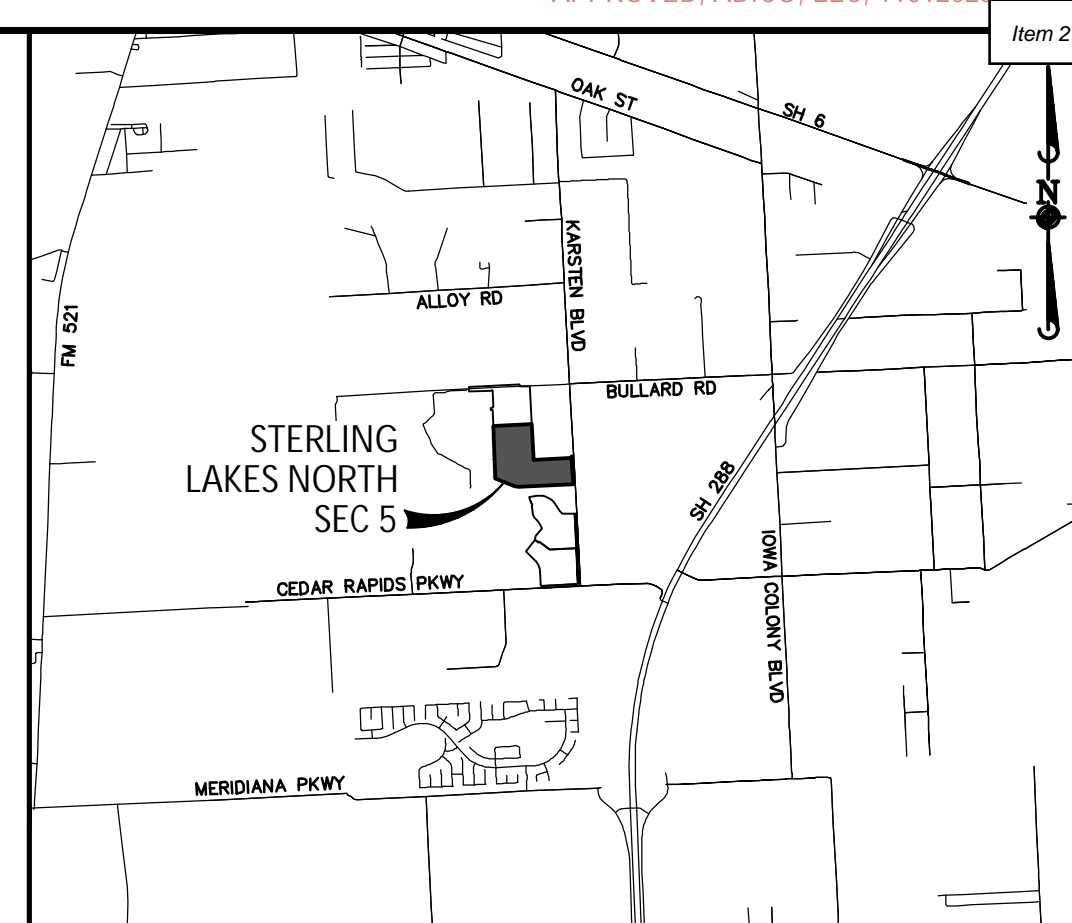 Item 2
OAK ST
SH 6
N
KARSTEN BLVD
ALLOY RD
FM 521
BULLARD RD
STERLING
LAKES NORTH
SEC 5
SH 288
IOWA COLONY BLVD
CEDAR RAPIDS PKWY
MERIDIANA PKWY